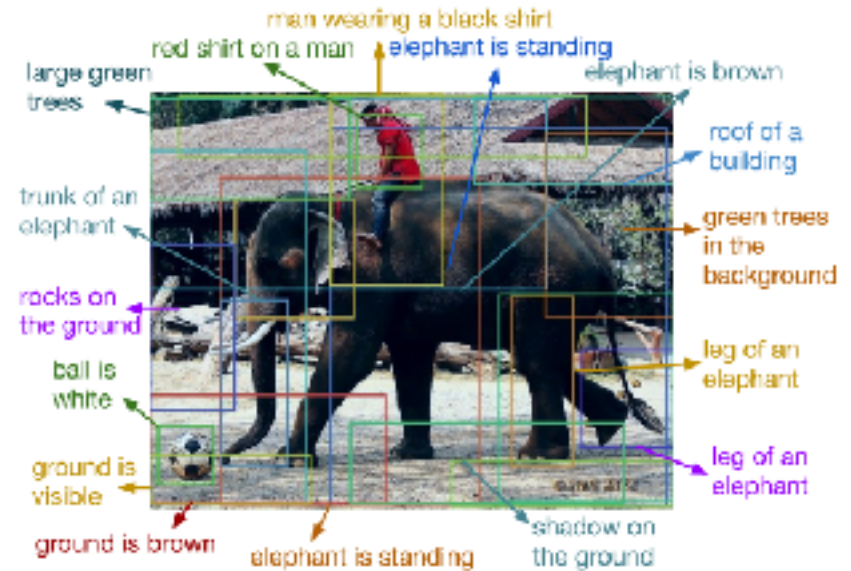 man wearing a black shirt
red shirt on a man
elephant is standing
large green
trees
elephant is brown
roof of a
building
trunk of an
elephant
green trees
in the
background
rocks on
the ground
leg of an
elephant
ball is
white
ground is
visible
leg of an
elephant
ground is brown
elephant is standing
shadow on
the ground